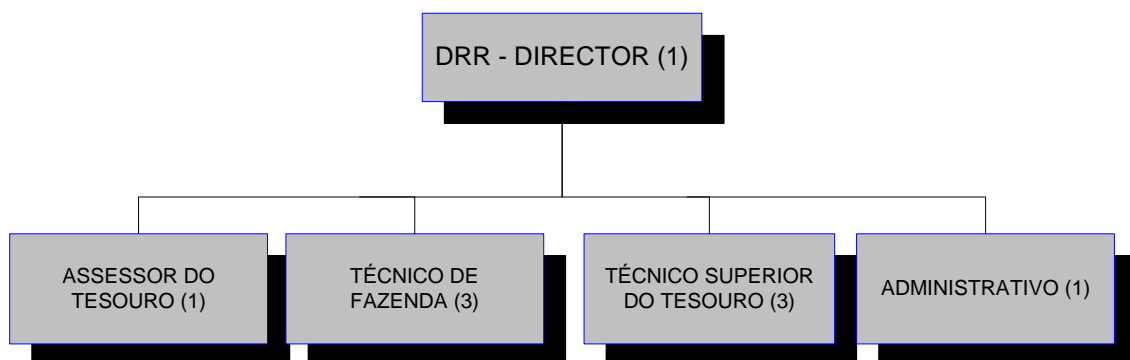 DRR - DIRECTOR (1)
ASSESSOR DO
TESOURO (1)
TÉCNICO DE
FAZENDA (3)
TÉCNICO SUPERIOR
DO TESOURO (3)
ADMINISTRATIVO (1)